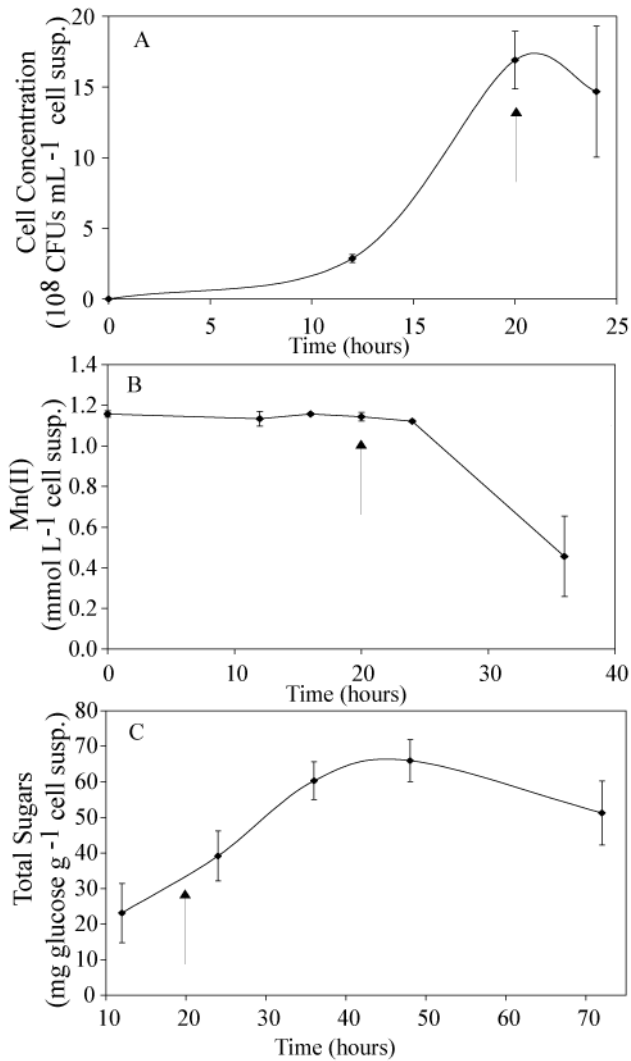 A
Cell Concentration
(10⁸ CFUs mL⁻¹ cell susp.)
20
15
10
5
0
0 5 10 15 20 25
Time (hours)
B
Mn(II)
(mmol L⁻¹ cell susp.)
1.4
1.2
1.0
0.8
0.6
0.4
0.2
0.0
0 10 20 30 40
Time (hours)
C
Total Sugars
(mg glucose g⁻¹ cell susp.)
80
70
60
50
40
30
20
10
0
10 20 30 40 50 60 70
Time (hours)